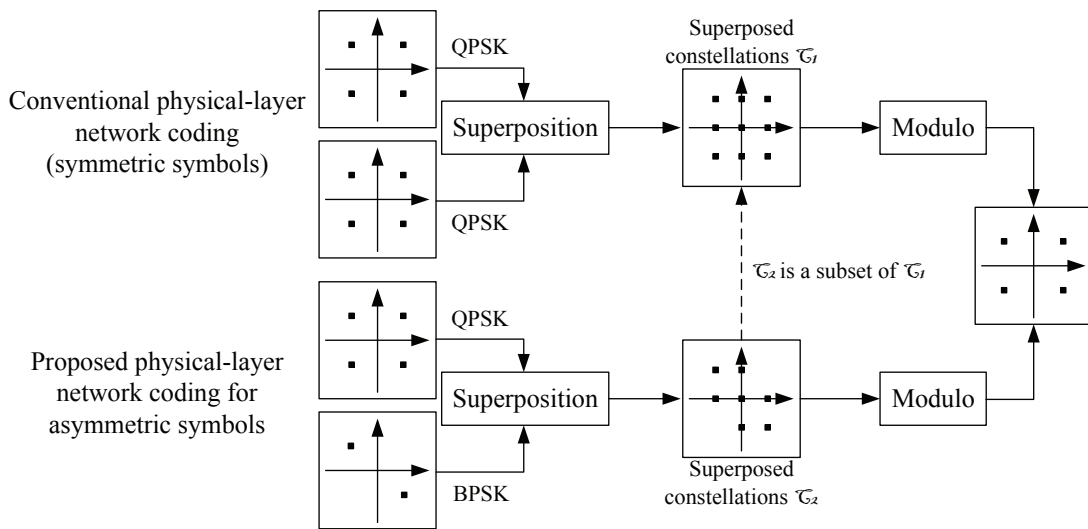 Conventional physical-layer
network coding
(symmetric symbols)
QPSK
QPSK
Superposition
Superposed
constellations 𝒞1
Modulo
𝒞2 is a subset of 𝒞1
Proposed physical-layer
network coding for
asymmetric symbols
QPSK
BPSK
Superposition
Superposed
constellations 𝒞2
Modulo